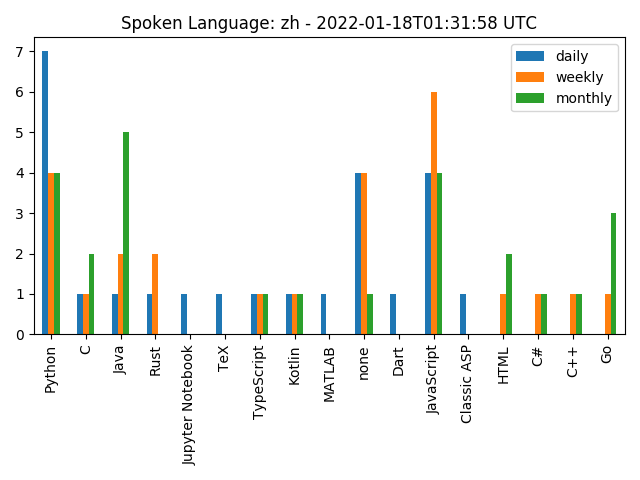 Spoken Language: zh - 2022-01-18T01:31:58 UTC
daily
weekly
monthly
7
6
5
4
3
2
1
0
Python
C
Java
Rust
Jupyter Notebook
TeX
TypeScript
Kotlin
MATLAB
none
Dart
JavaScript
Classic ASP
HTML
C#
C++
Go